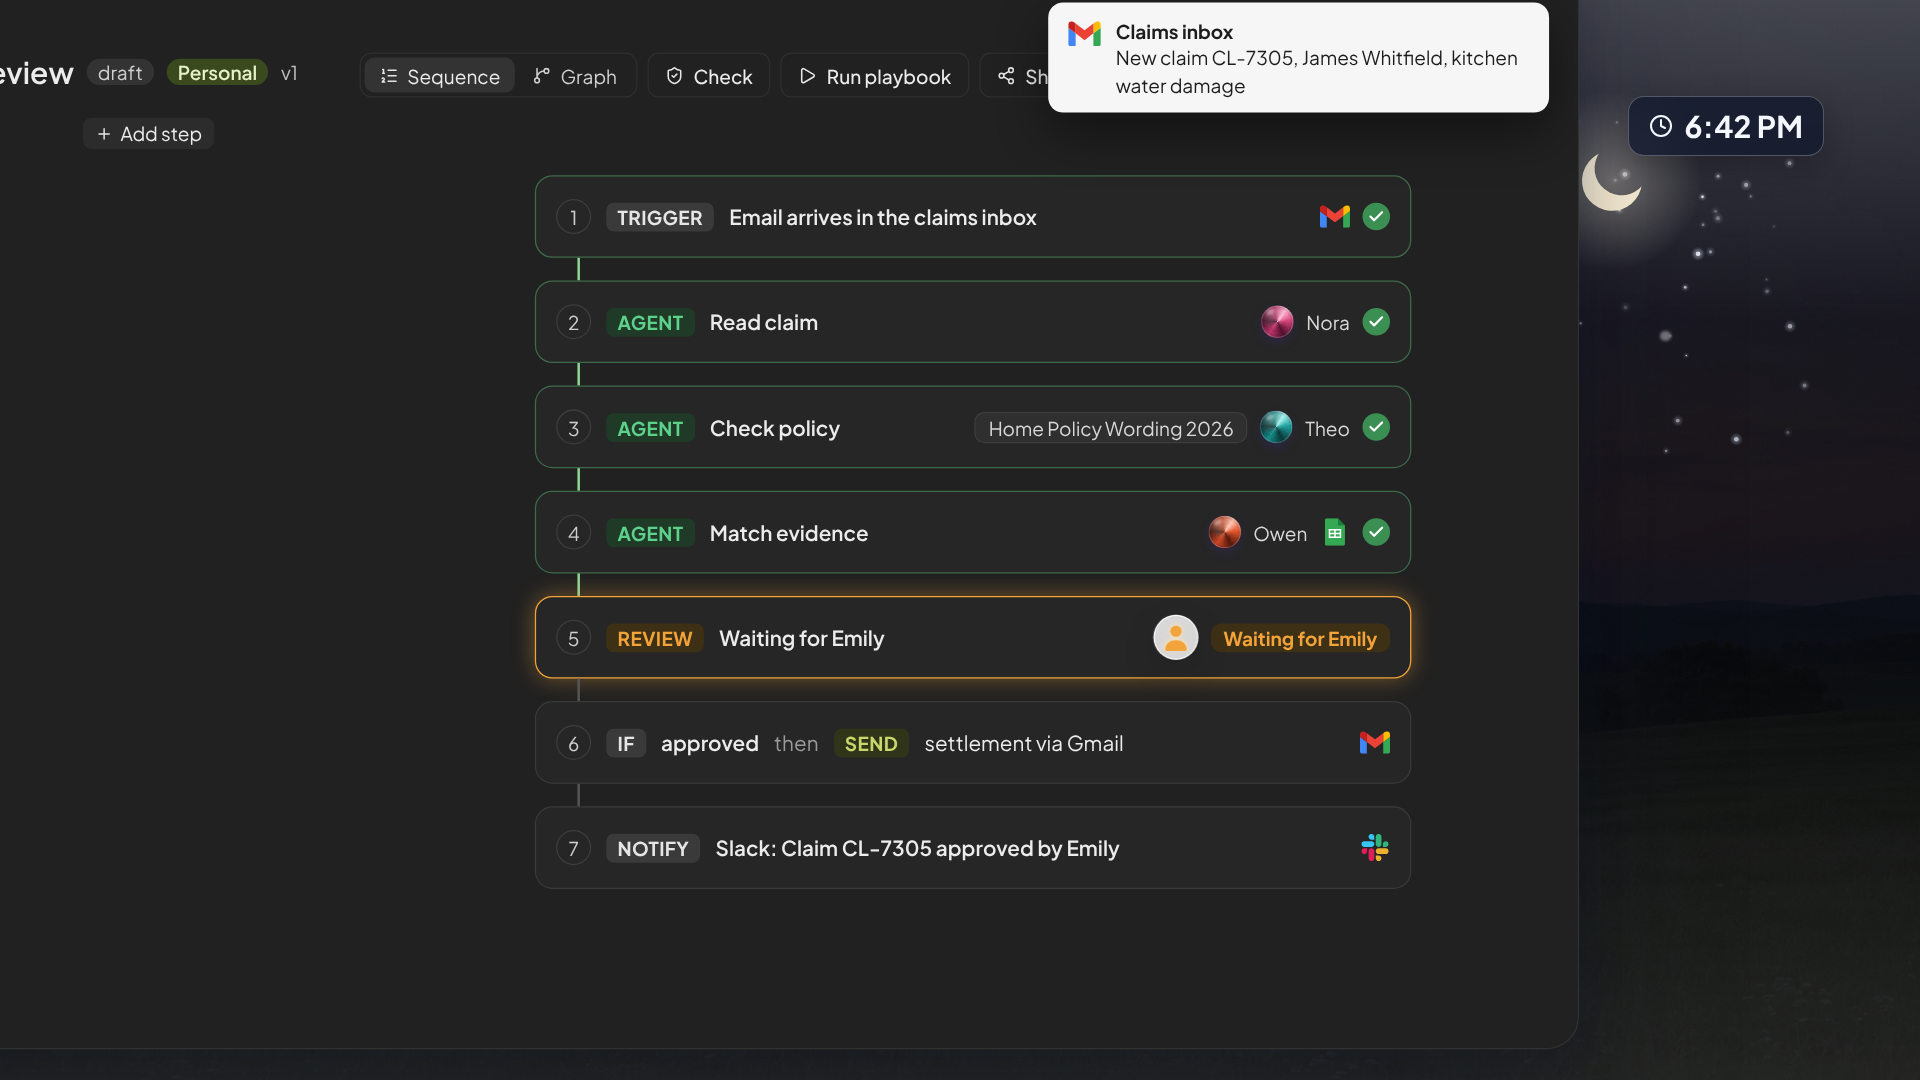 Claims inbox
New claim CL-7305, James Whitfield, kitchen
water damage
draft Personal v1
Sequence Graph Check Run playbook
6:42 PM
+ Add step
1 TRIGGER Email arrives in the claims inbox
2 AGENT Read claim Nora
3 AGENT Check policy Home Policy Wording 2026 Theo
4 AGENT Match evidence Owen
5 REVIEW Waiting for Emily Waiting for Emily
6 IF approved then SEND settlement via Gmail
7 NOTIFY Slack: Claim CL-7305 approved by Emily